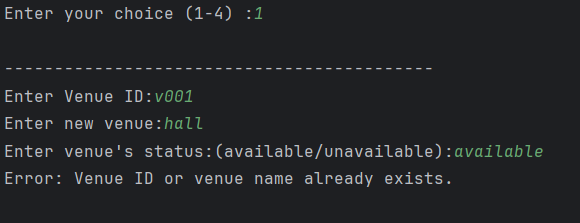 Enter your choice (1-4) :1
-------------------------------------------
Enter Venue ID:v001
Enter new venue:hall
Enter venue's status:(available/unavailable):available
Error: Venue ID or venue name already exists.